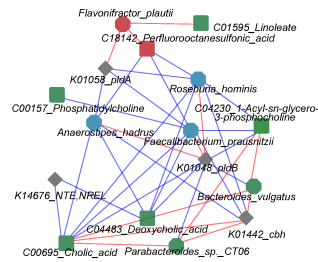 Flavonifractor_plautii
C01595_Linoleate
C18142_Perfluorooctanesulfonic_acid
K01058_pldA
Roseburia_hominis
C00157_Phosphatidylcholine
C04230_1-Acyl-sn-glycero-
3-phosphocholine
Anaerostipes_hadrus
Faecalibacterium_prausnitzii
K01048_pldB
K14676_NTE,NREL
Bacteroides_vulgatus
C04483_Deoxycholic_acid
K01442_cbh
C00695_Cholic_acid
Parabacteroides_sp._CT06